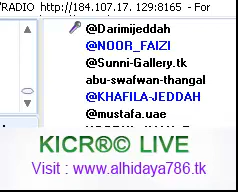 /RADIO http://184.107.17. 129:8165 - For
@Darimijeddah
@NOOR_FAIZI
@Sunni-Gallery.tk
abu-swafwan-thangal
@KHAFILA-JEDDAH
@mustafa.uae
KICR®© LIVE
Visit : www.alhidaya786.tk